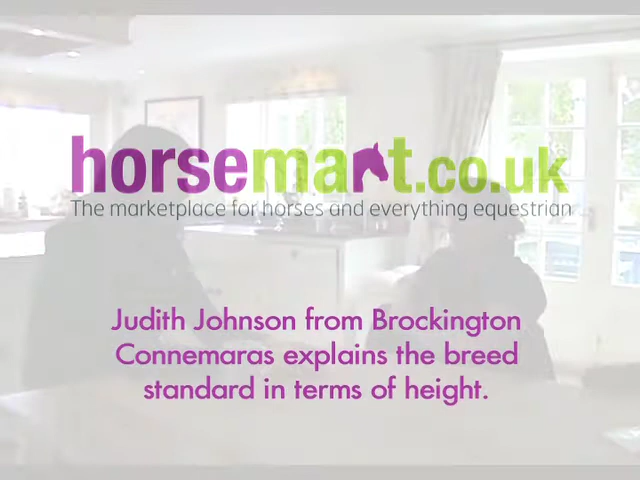 horsemart.co.uk
The marketplace for horses and everything equestrian
Judith Johnson from Brockington
Connemaras explains the breed
standard in terms of height.